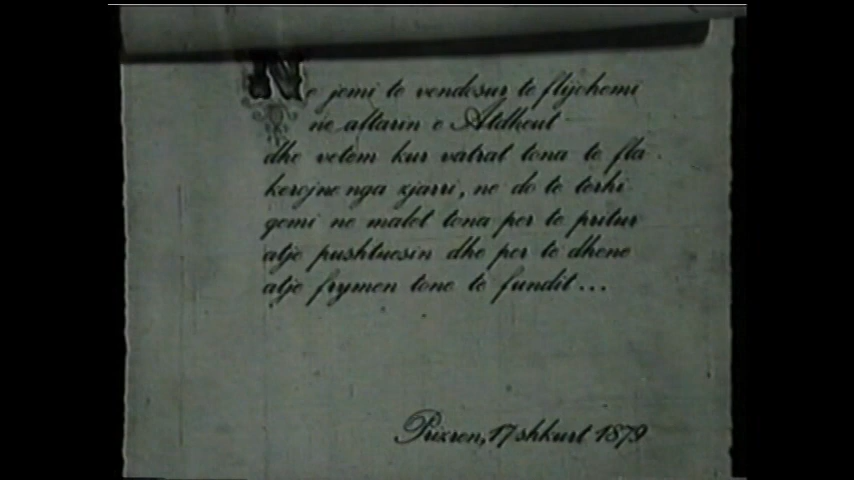 Ne jemi te vendosur te flijohemi
ne altarin e Atdheut
dhe vetem kur vatrat tona te fla
kerojne nga zjarri, ne do te terhi
qemi ne malet tona per te pritur
atje pushtuesin dhe per te dhene
atje frymen tone te fundit...
Prizren, 17 shkurt 1879